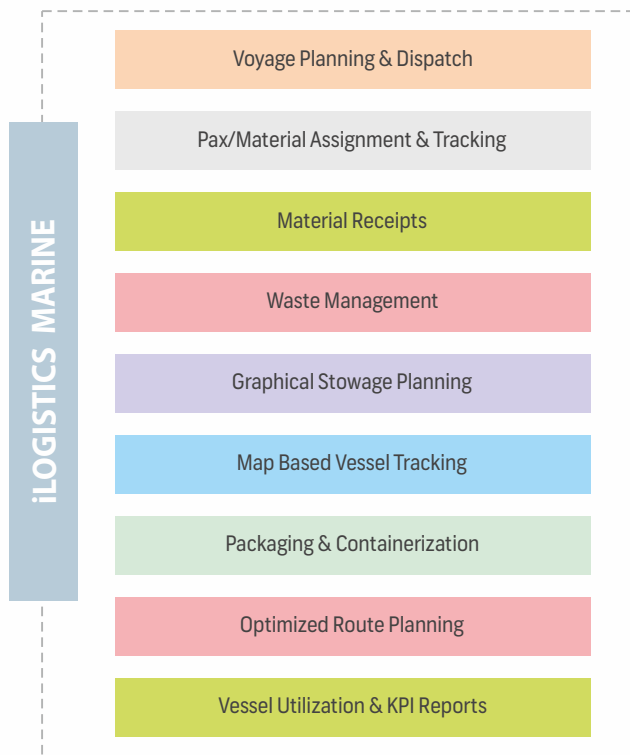 iLOGISTICS MARINE
Voyage Planning & Dispatch
Pax/Material Assignment & Tracking
Material Receipts
Waste Management
Graphical Stowage Planning
Map Based Vessel Tracking
Packaging & Containerization
Optimized Route Planning
Vessel Utilization & KPI Reports